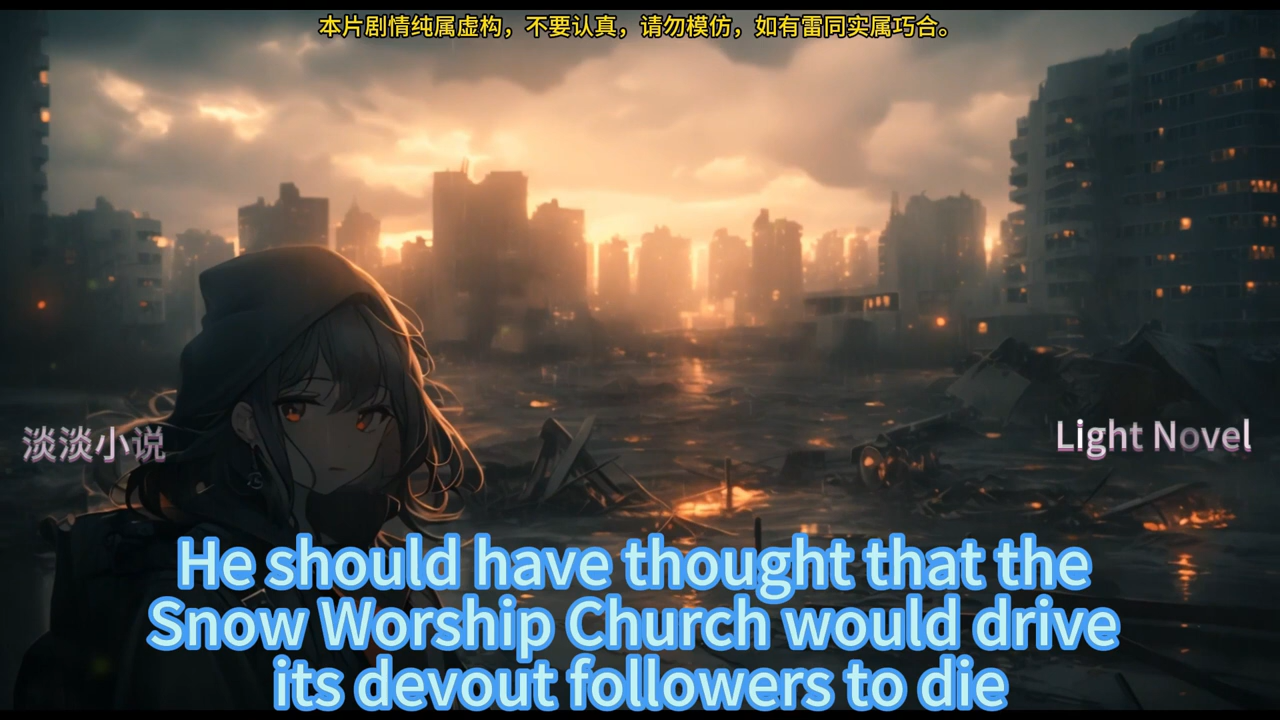 本片剧情纯属虚构，不要认真，请勿模仿，如有雷同实属巧合。
淡淡小说
Light Novel
He should have thought that the
Snow Worship Church would drive
its devout followers to die